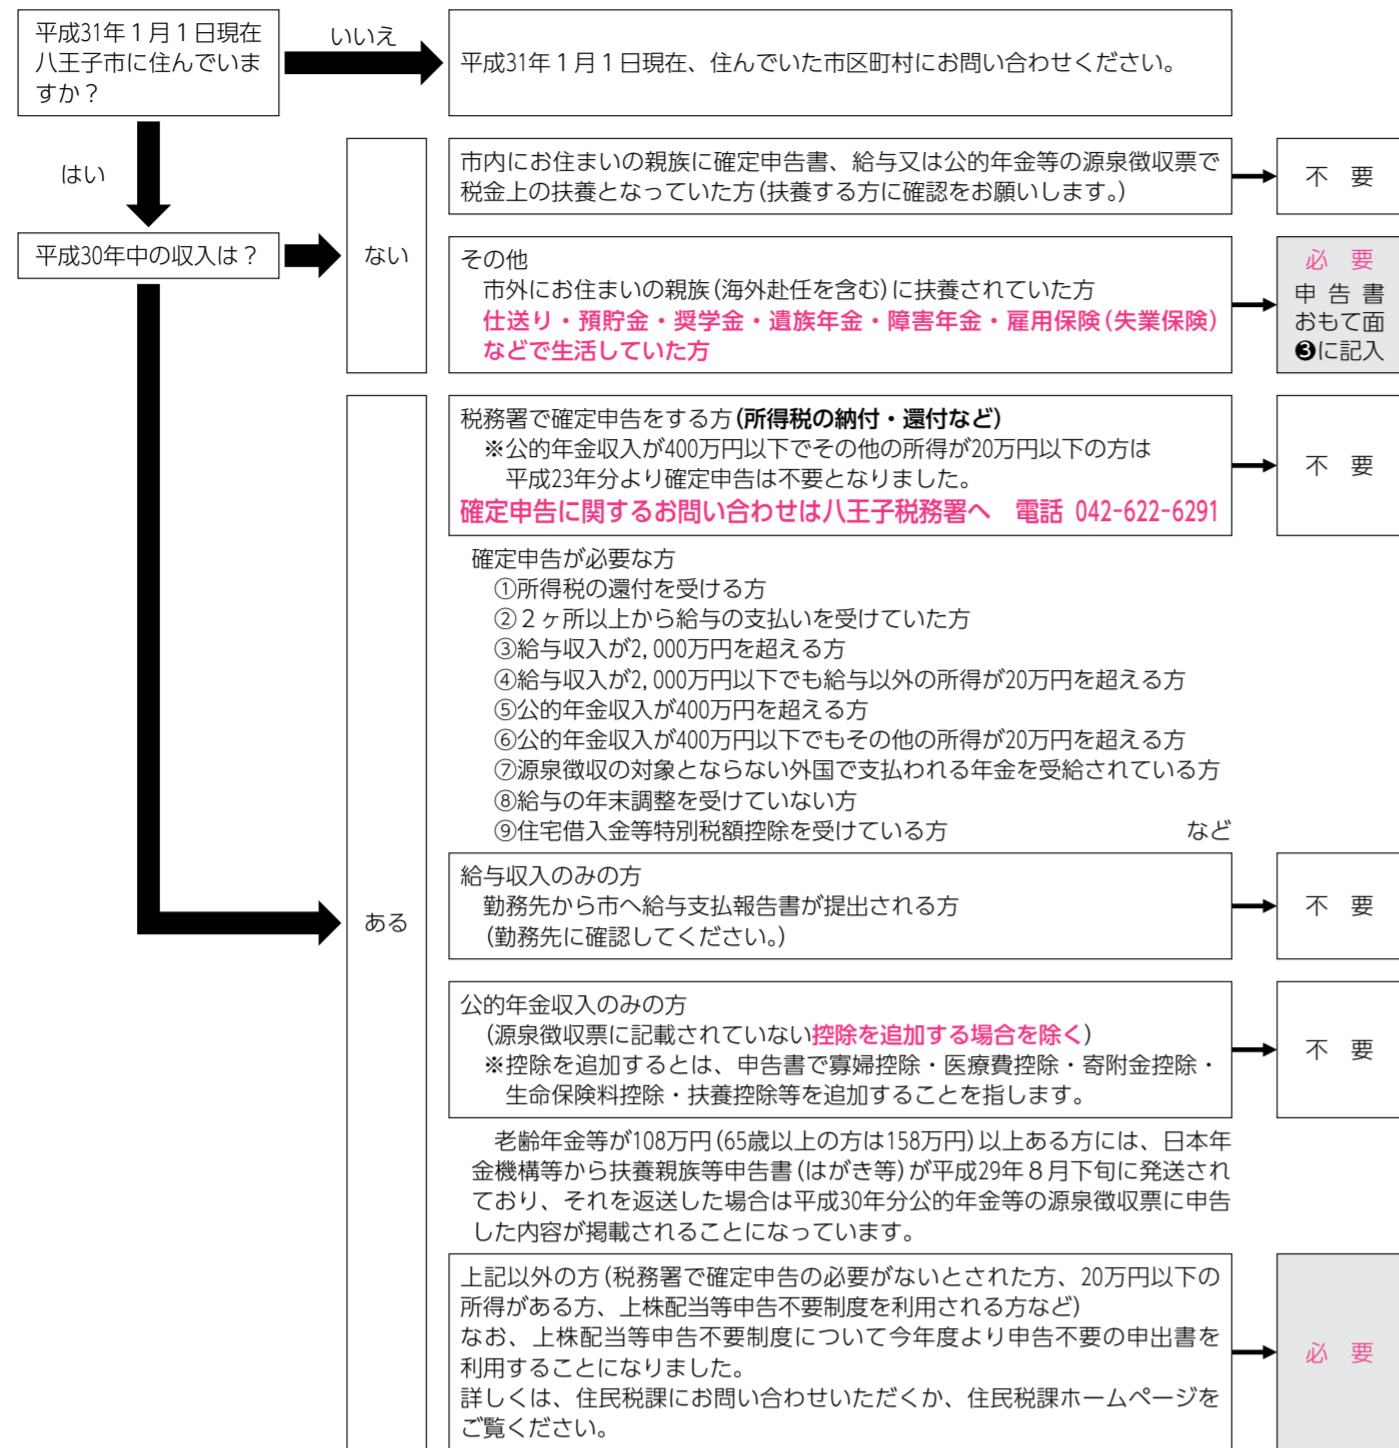 平成31年1月1日現在
八王子市に住んでいま
すか？
いいえ
平成31年1月1日現在、住んでいた市区町村にお問い合わせください。
はい
平成30年中の収入は？
ない
市内にお住まいの親族に確定申告書、給与又は公的年金等の源泉徴収票で
税金上の扶養となっていた方(扶養する方に確認をお願いします。)
不 要
その他
市外にお住まいの親族(海外赴任を含む)に扶養されていた方
仕送り・預貯金・奨学金・遺族年金・障害年金・雇用保険(失業保険)
などで生活していた方
必 要
申 告 書
おもて面
❸に記入
ある
税務署で確定申告をする方(所得税の納付・還付など)
※公的年金収入が400万円以下でその他の所得が20万円以下の方は
平成23年分より確定申告は不要となりました。
確定申告に関するお問い合わせは八王子税務署へ 電話 042-622-6291
不 要
確定申告が必要な方
①所得税の還付を受ける方
②2ヶ所以上から給与の支払いを受けていた方
③給与収入が2,000万円を超える方
④給与収入が2,000万円以下でも給与以外の所得が20万円を超える方
⑤公的年金収入が400万円を超える方
⑥公的年金収入が400万円以下でもその他の所得が20万円を超える方
⑦源泉徴収の対象とならない外国で支払われる年金を受給されている方
⑧給与の年末調整を受けていない方
⑨住宅借入金等特別税額控除を受けている方 など
給与収入のみの方
勤務先から市へ給与支払報告書が提出される方
(勤務先に確認してください。)
不 要
公的年金収入のみの方
(源泉徴収票に記載されていない控除を追加する場合を除く)
※控除を追加するとは、申告書で寡婦控除・医療費控除・寄附金控除・
生命保険料控除・扶養控除等を追加することを指します。
不 要
老齢年金等が108万円(65歳以上の方は158万円)以上ある方には、日本年
金機構等から扶養親族等申告書(はがき等)が平成29年8月下旬に発送され
ており、それを返送した場合は平成30年分公的年金等の源泉徴収票に申告
した内容が掲載されることになっています。
上記以外の方(税務署で確定申告の必要がないとされた方、20万円以下の
所得がある方、上株配当等申告不要制度を利用される方など)
なお、上株配当等申告不要制度について今年度より申告不要の申出書を
利用することになりました。
詳しくは、住民税課にお問い合わせいただくか、住民税課ホームページを
ご覧ください。
必 要